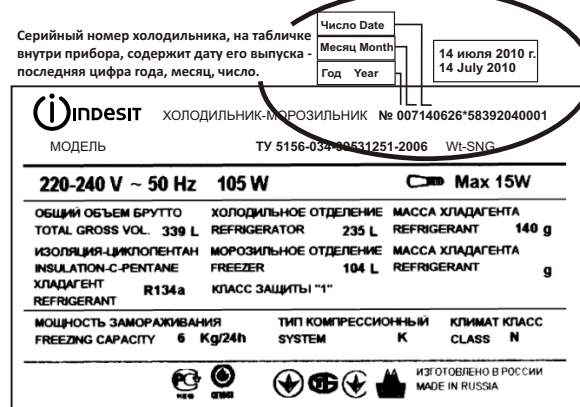 Серийный номер холодильника, на табличке
внутри прибора, содержит дату его выпуска -
последняя цифра года, месяц, число.
Число Date
Месяц Month
Год Year
14 июля 2010 г.
14 July 2010
indesit ХОЛОДИЛЬНИК-МОРОЗИЛЬНИК № 007140626*58392040001
МОДЕЛЬ ТУ 5156-034-39531251-2006 Wt-SNG
220-240 V ~ 50 Hz 105 W Max 15W
ОБЩИЙ ОБЪЕМ БРУТТО ХОЛОДИЛЬНОЕ ОТДЕЛЕНИЕ МАССА ХЛАДАГЕНТА
TOTAL GROSS VOL. 339 L REFRIGERATOR 235 L REFRIGERANT 140 g
ИЗОЛЯЦИЯ-ЦИКЛОПЕНТАН МОРОЗИЛЬНОЕ ОТДЕЛЕНИЕ МАССА ХЛАДАГЕНТА
INSULATION-C-PENTANE FREEZER 104 L REFRIGERANT g
ХЛАДАГЕНТ R134a КЛАСС ЗАЩИТЫ "1"
REFRIGERANT
МОЩНОСТЬ ЗАМОРАЖИВАНИЯ ТИП КОМПРЕССИОННЫЙ КЛИМАТ КЛАСС
FREEZING CAPACITY 6 Kg/24h SYSTEM K CLASS N
ИЗГОТОВЛЕНО В РОССИИ
MADE IN RUSSIA